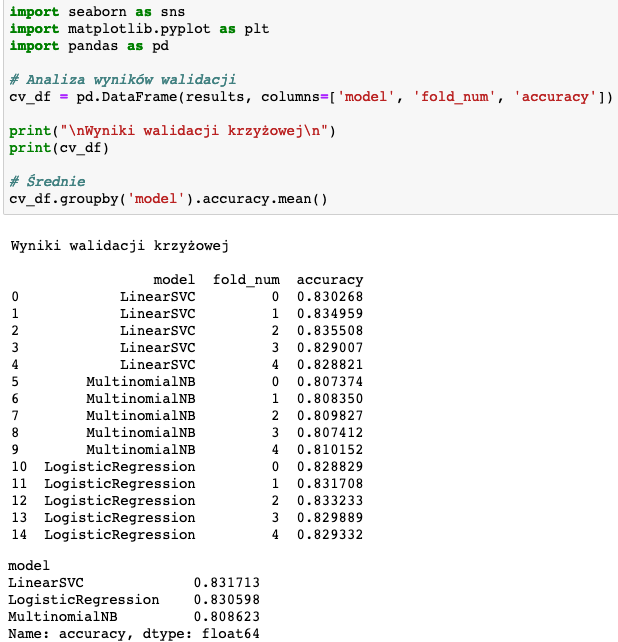 import seaborn as sns
import matplotlib.pyplot as plt
import pandas as pd
# Analiza wyników walidacji
cv_df = pd.DataFrame(results, columns=['model', 'fold_num', 'accuracy'])
print("\nWyniki walidacji krzyżowej\n")
print(cv_df)
# Średnie
cv_df.groupby('model').accuracy.mean()
Wyniki walidacji krzyżowej
model fold_num accuracy
0 LinearSVC 0 0.830268
1 LinearSVC 1 0.834959
2 LinearSVC 2 0.835508
3 LinearSVC 3 0.829007
4 LinearSVC 4 0.828821
5 MultinomialNB 0 0.807374
6 MultinomialNB 1 0.808350
7 MultinomialNB 2 0.809827
8 MultinomialNB 3 0.807412
9 MultinomialNB 4 0.810152
10 LogisticRegression 0 0.828829
11 LogisticRegression 1 0.831708
12 LogisticRegression 2 0.833233
13 LogisticRegression 3 0.829889
14 LogisticRegression 4 0.829332
model
LinearSVC 0.831713
LogisticRegression 0.830598
MultinomialNB 0.808623
Name: accuracy, dtype: float64